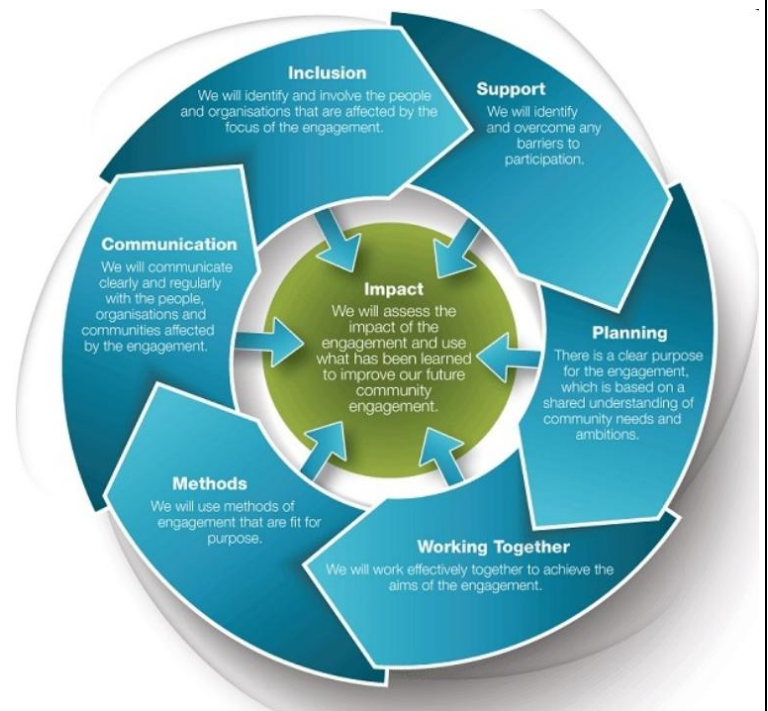 Inclusion
We will identify and involve the people
and organisations that are affected by the
focus of the engagement.
Support
We will identify
and overcome any
barriers to
participation.
Planning
There is a clear purpose
for the engagement,
which is based on a
shared understanding of
community needs and
ambitions.
Working Together
We will work effectively together to achieve the
aims of the engagement.
Methods
We will use methods of
engagement that are fit for
purpose.
Communication
We will communicate
clearly and regularly
with the people,
organisations and
communities affected
by the engagement.
Impact
We will assess the
impact of the
engagement and use
what has been learned
to improve our future
community
engagement.